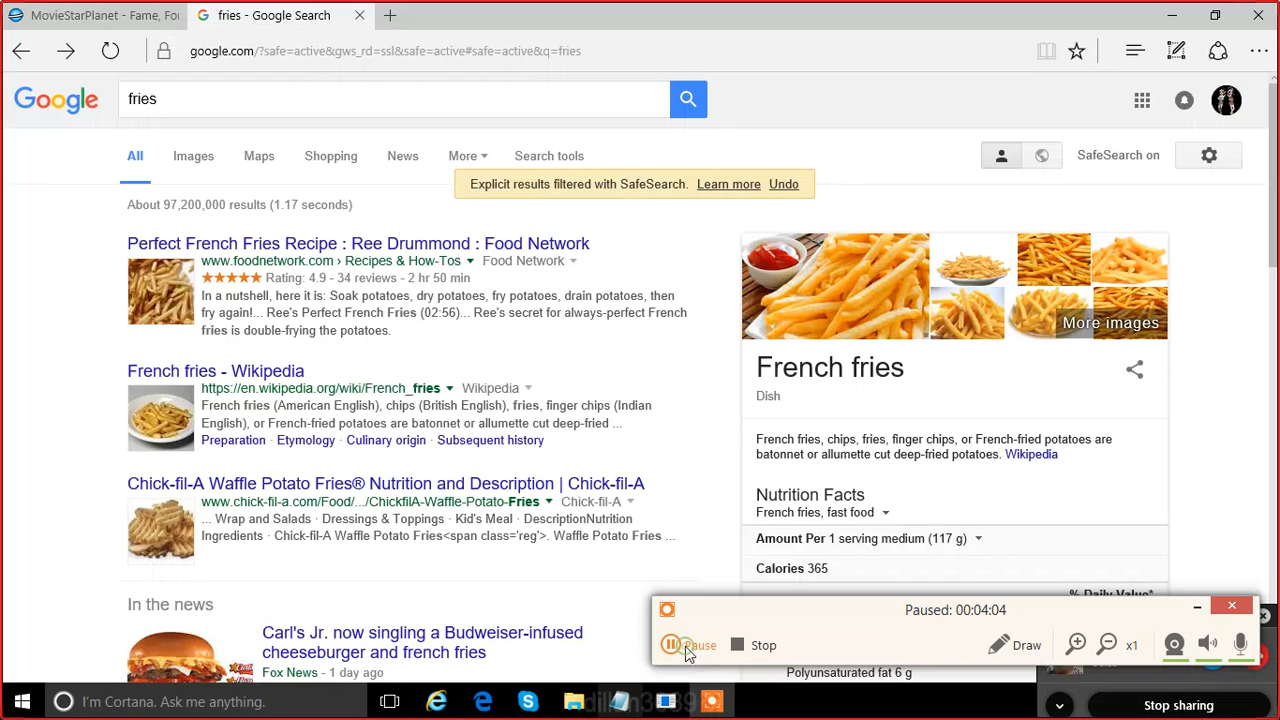 MovieStarPlanet - Fame, For
fries - Google Search
google.com/?safe=active&gws_rd=ssl&safe=active#safe=active&q=fries
Google
fries
All Images Maps Shopping News More Search tools
SafeSearch on
Explicit results filtered with SafeSearch. Learn more Undo
About 97,200,000 results (1.17 seconds)
Perfect French Fries Recipe : Ree Drummond : Food Network
www.foodnetwork.com › Recipes & How-Tos Food Network
Rating: 4.9 - 34 reviews - 2 hr 50 min
In a nutshell, here it is: Soak potatoes, dry potatoes, fry potatoes, drain potatoes, then
fry again!... Ree's Perfect French Fries (02:56)... Ree's secret for always-perfect French
fries is double-frying the potatoes.
French fries - Wikipedia
https://en.wikipedia.org/wiki/French_fries Wikipedia
French fries (American English), chips (British English), fries, finger chips (Indian
English), or French-fried potatoes are batonnet or allumette cut deep-fried ...
Preparation · Etymology · Culinary origin · Subsequent history
Chick-fil-A Waffle Potato Fries® Nutrition and Description | Chick-fil-A
www.chick-fil-a.com/Food/.../ChickfilA-Waffle-Potato-Fries Chick-fil-A
... Wrap and Salads · Dressings & Toppings · Kid's Meal · DescriptionNutrition
Ingredients · Chick-fil-A Waffle Potato Fries<span class='reg'>. Waffle Potato Fries ...
In the news
Carl's Jr. now singling a Budweiser-infused
cheeseburger and french fries
Fox News - 1 day ago
More images
French fries
Dish
French fries, chips, fries, finger chips, or French-fried potatoes are
batonnet or allumette cut deep-fried potatoes. Wikipedia
Nutrition Facts
French fries, fast food
Amount Per 1 serving medium (117 g)
Calories 365
% Daily Value*
Polyunsaturated fat 6 g
Paused: 00:04:04
Pause Stop Draw x1
I'm Cortana. Ask me anything.
Stop sharing